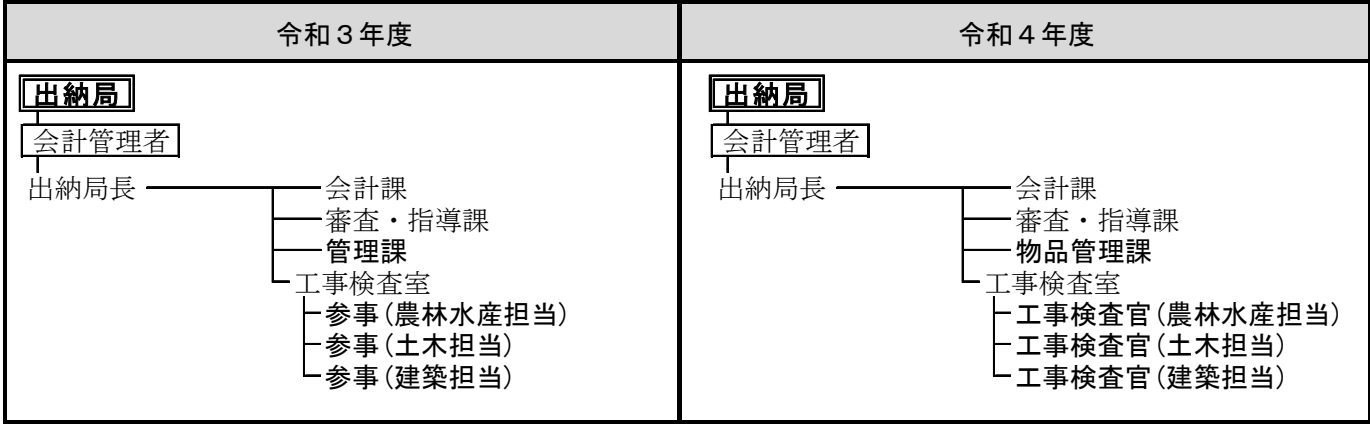 令和３年度
出納局
会計管理者
出納局長
会計課
審査・指導課
管理課
工事検査室
参事(農林水産担当)
参事(土木担当)
参事(建築担当)
令和４年度
出納局
会計管理者
出納局長
会計課
審査・指導課
物品管理課
工事検査室
工事検査官(農林水産担当)
工事検査官(土木担当)
工事検査官(建築担当)